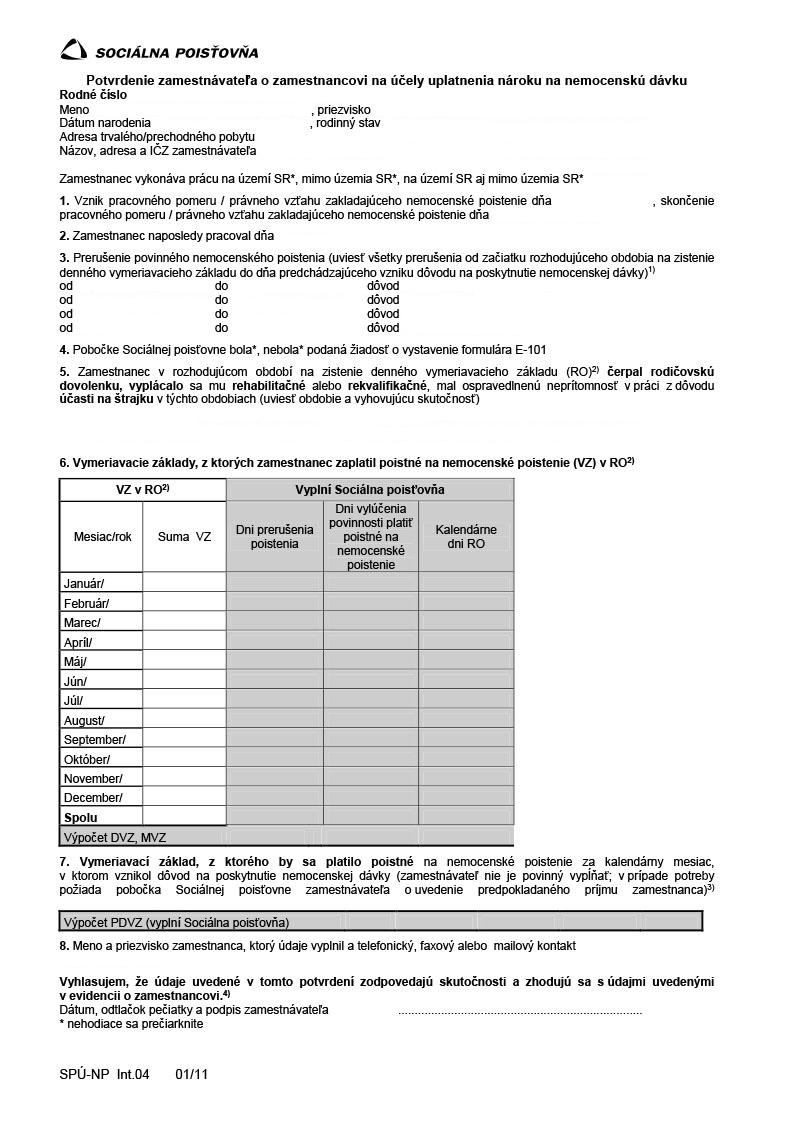 SOCIÁLNA POISŤOVŇA
Potvrdenie zamestnávateľa o zamestnancovi na účely uplatnenia nároku na nemocenskú dávku
Rodné číslo
Meno , priezvisko
Dátum narodenia , rodinný stav
Adresa trvalého/prechodného pobytu
Názov, adresa a IČZ zamestnávateľa
Zamestnanec vykonáva prácu na území SR*, mimo územia SR*, na území SR aj mimo územia SR*
1. Vznik pracovného pomeru / právneho vzťahu zakladajúceho nemocenské poistenie dňa , skončenie
pracovného pomeru / právneho vzťahu zakladajúceho nemocenské poistenie dňa
2. Zamestnanec naposledy pracoval dňa
3. Prerušenie povinného nemocenského poistenia (uviesť všetky prerušenia od začiatku rozhodujúceho obdobia na zistenie
denného vymeriavacieho základu do dňa predchádzajúceho vzniku dôvodu na poskytnutie nemocenskej dávky)1)
od do dôvod
od do dôvod
od do dôvod
od do dôvod
4. Pobočke Sociálnej poisťovne bola*, nebola* podaná žiadosť o vystavenie formulára E-101
5. Zamestnanec v rozhodujúcom období na zistenie denného vymeriavacieho základu (RO)2) čerpal rodičovskú
dovolenku, vyplácalo sa mu rehabilitačné alebo rekvalifikačné, mal ospravedlnenú neprítomnosť v práci z dôvodu
účasti na štrajku v týchto obdobiach (uviesť obdobie a vyhovujúcu skutočnosť)
6. Vymeriavacie základy, z ktorých zamestnanec zaplatil poistné na nemocenské poistenie (VZ) v RO2)
VZ v RO2) Vyplní Sociálna poisťovňa
Mesiac/rok Suma VZ Dni prerušenia poistenia Dni vylúčenia povinnosti platiť poistné na nemocenské poistenie Kalendárne dni RO
Január/
Február/
Marec/
Apríl/
Máj/
Jún/
Júl/
August/
September/
Október/
November/
December/
Spolu
Výpočet DVZ, MVZ
7. Vymeriavací základ, z ktorého by sa platilo poistné na nemocenské poistenie za kalendárny mesiac,
v ktorom vznikol dôvod na poskytnutie nemocenskej dávky (zamestnávateľ nie je povinný vypĺňať; v prípade potreby
požiada pobočka Sociálnej poisťovne zamestnávateľa o uvedenie predpokladaného príjmu zamestnanca)3)
Výpočet PDVZ (vyplní Sociálna poisťovňa)
8. Meno a priezvisko zamestnanca, ktorý údaje vyplnil a telefonický, faxový alebo mailový kontakt
Vyhlasujem, že údaje uvedené v tomto potvrdení zodpovedajú skutočnosti a zhodujú sa s údajmi uvedenými
v evidencii o zamestnancovi.4)
Dátum, odtlačok pečiatky a podpis zamestnávateľa ...........................................................................
* nehodiace sa prečiarknite
SPÚ-NP Int.04 01/11